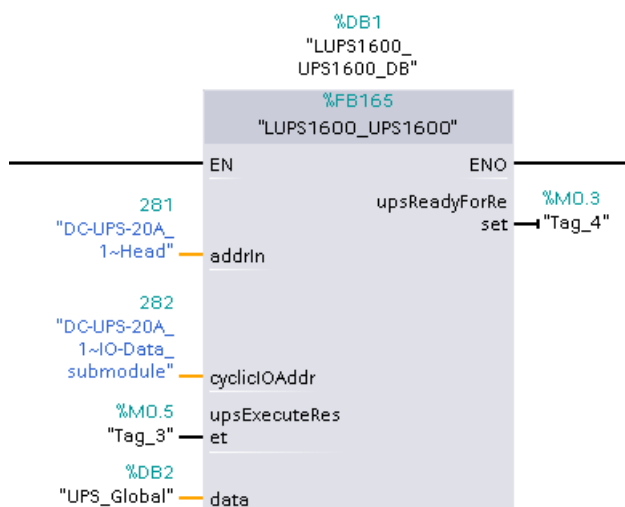 %DB1
"LUPS1600_
UPS1600_DB"
%FB165
"LUPS1600_UPS1600"
EN
ENO
281
"DC-UPS-20A_
1~Head"
addrIn
upsReadyForRe
set
%M0.3
"Tag_4"
282
"DC-UPS-20A_
1~IO-Data_
submodule"
cyclicIOAddr
%M0.5
"Tag_3"
upsExecuteRes
et
%DB2
"UPS_Global"
data